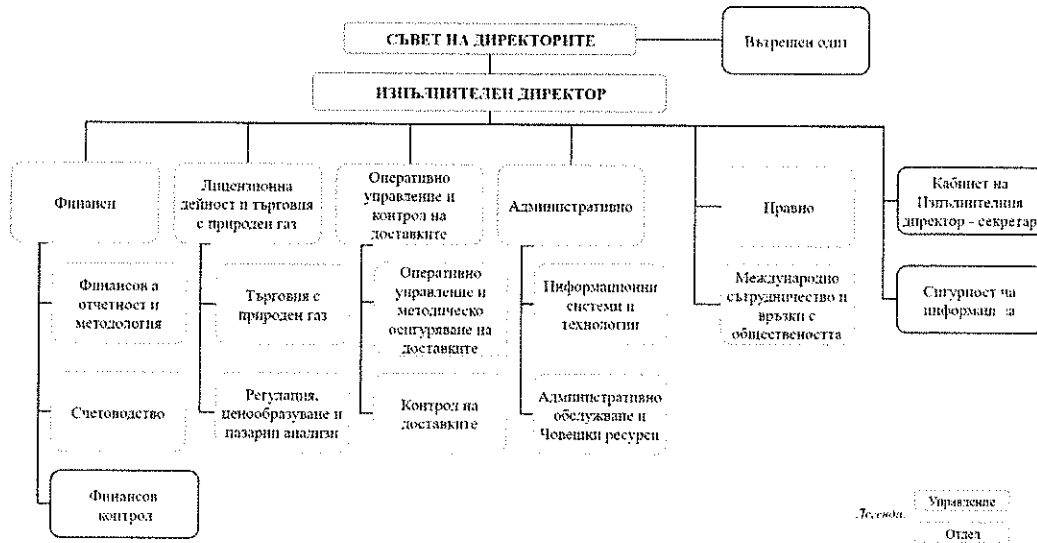 СЪВЕТ НА ДИРЕКТОРИТЕ
Вътрешен одит
ИЗПЪЛНИТЕЛЕН ДИРЕКТОР
Финансов
Лицензионна
дейност и търговия
с природен газ
Оперативно
управление и
контрол на
доставките
Административно
Правно
Кабинет на
Изпълнителния
директор - секретар
Финансова
отчетност и
методология
Търговия с
природен газ
Оперативно
управление и
методическо
осигуряване на
доставките
Информационни
системи и
технологии
Международно
сътрудничество и
връзки с
обществеността
Сигурност на
информацията
Счетоводство
Регулация,
ценообразуване и
пазарни анализи
Контрол на
доставките
Административно
обслужване и
Човешки ресурси
Финансов
контрол
Легенда:
Управление
Отдел